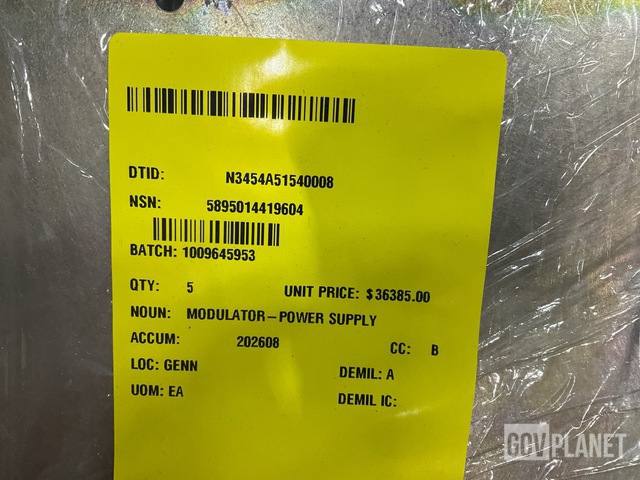 DTID: N3454A51540008
NSN: 5895014419604
BATCH: 1009645953
QTY: 5 UNIT PRICE: $36385.00
NOUN: MODULATOR-POWER SUPPLY
ACCUM: 202608 CC: B
LOC: GENN DEMIL: A
UOM: EA DEMIL IC:
GOVPLANET